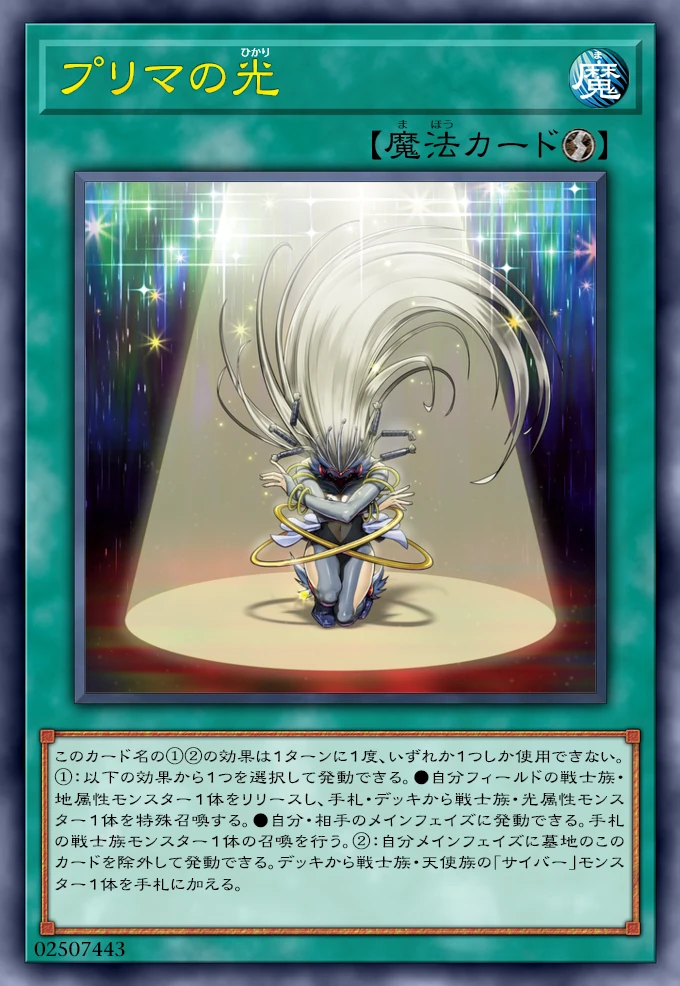 プリマの光
ひかり
魔
ま
【魔法カード】
ま ほう
このカード名の①②の効果は1ターンに1度、いずれか1つしか使用できない。
①：以下の効果から1つを選択して発動できる。●自分フィールドの戦士族・
地属性モンスター1体をリリースし、手札・デッキから戦士族・光属性モンス
ター1体を特殊召喚する。●自分・相手のメインフェイズに発動できる。手札
の戦士族モンスター1体の召喚を行う。②：自分メインフェイズに墓地のこの
カードを除外して発動できる。デッキから戦士族・天使族の「サイバー」モンス
ター1体を手札に加える。
02507443